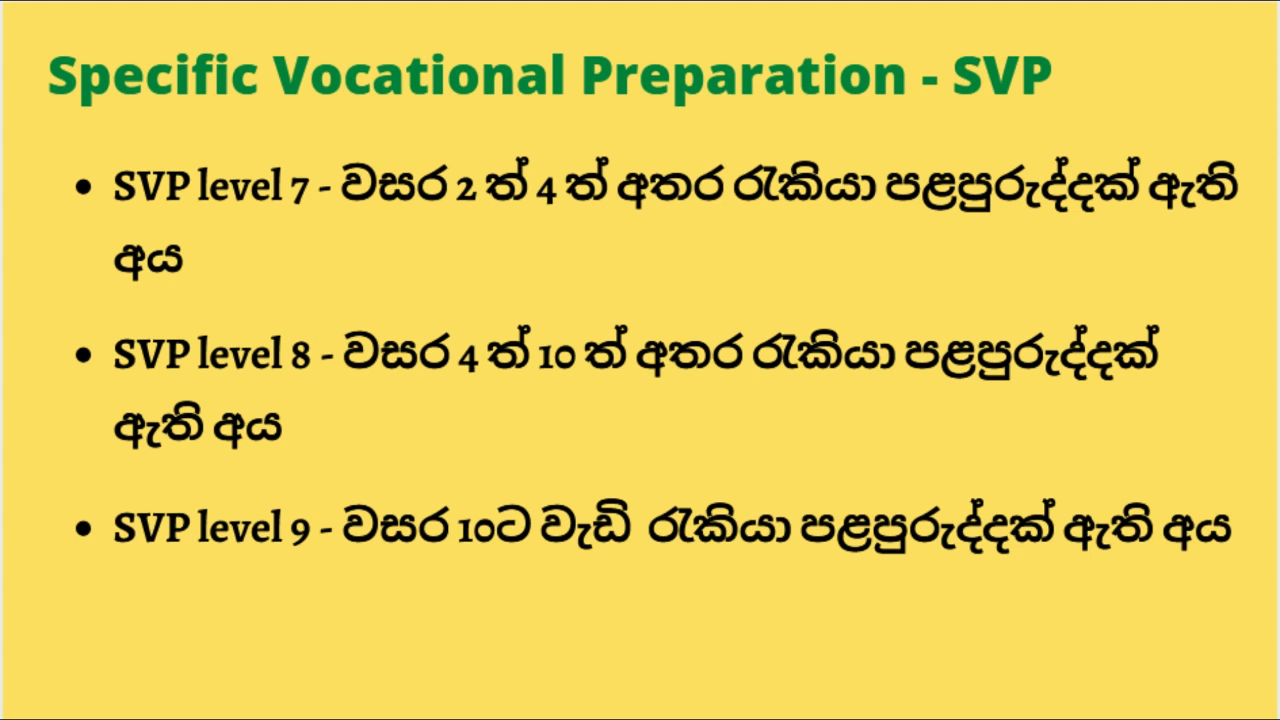 Specific Vocational Preparation - SVP
• SVP level 7 - වසර 2 ත් 4 ත් අතර රැකියා පළපුරුද්දක් ඇති
අය
• SVP level 8 - වසර 4 ත් 10 ත් අතර රැකියා පළපුරුද්දක්
ඇති අය
• SVP level 9 - වසර 10ට වැඩි රැකියා පළපුරුද්දක් ඇති අය